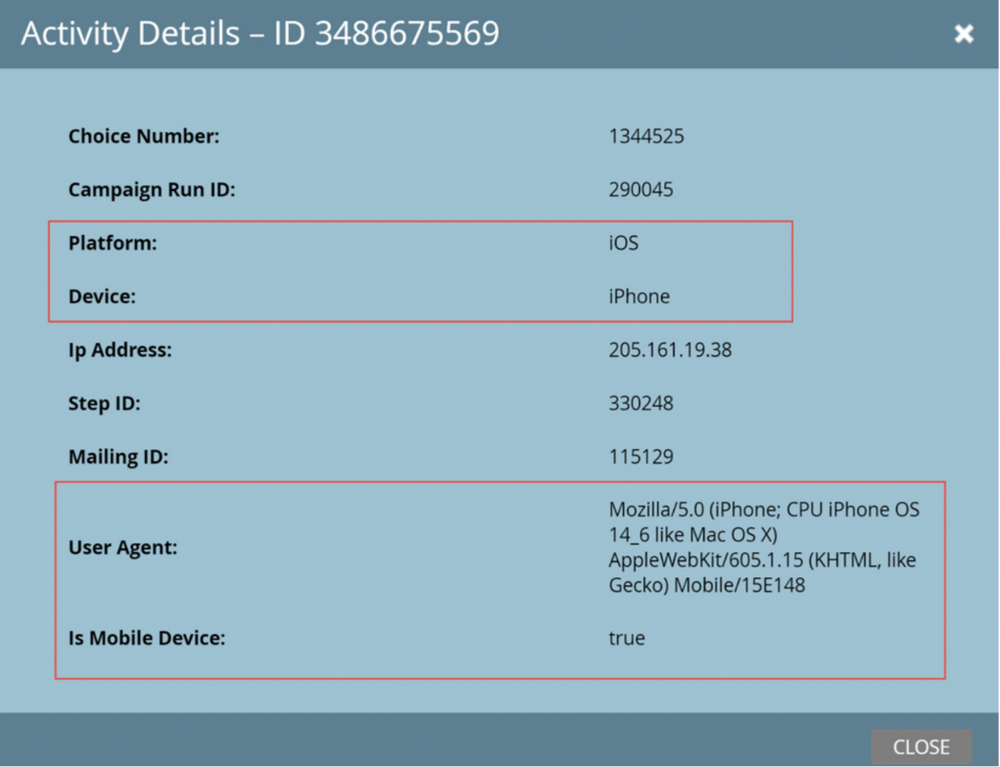 Activity Details – ID 3486675569
Choice Number: 1344525
Campaign Run ID: 290045
Platform: iOS
Device: iPhone
Ip Address: 205.161.19.38
Step ID: 330248
Mailing ID: 115129
User Agent: Mozilla/5.0 (iPhone; CPU iPhone OS
14_6 like Mac OS X)
AppleWebKit/605.1.15 (KHTML, like
Gecko) Mobile/15E148
Is Mobile Device: true
CLOSE